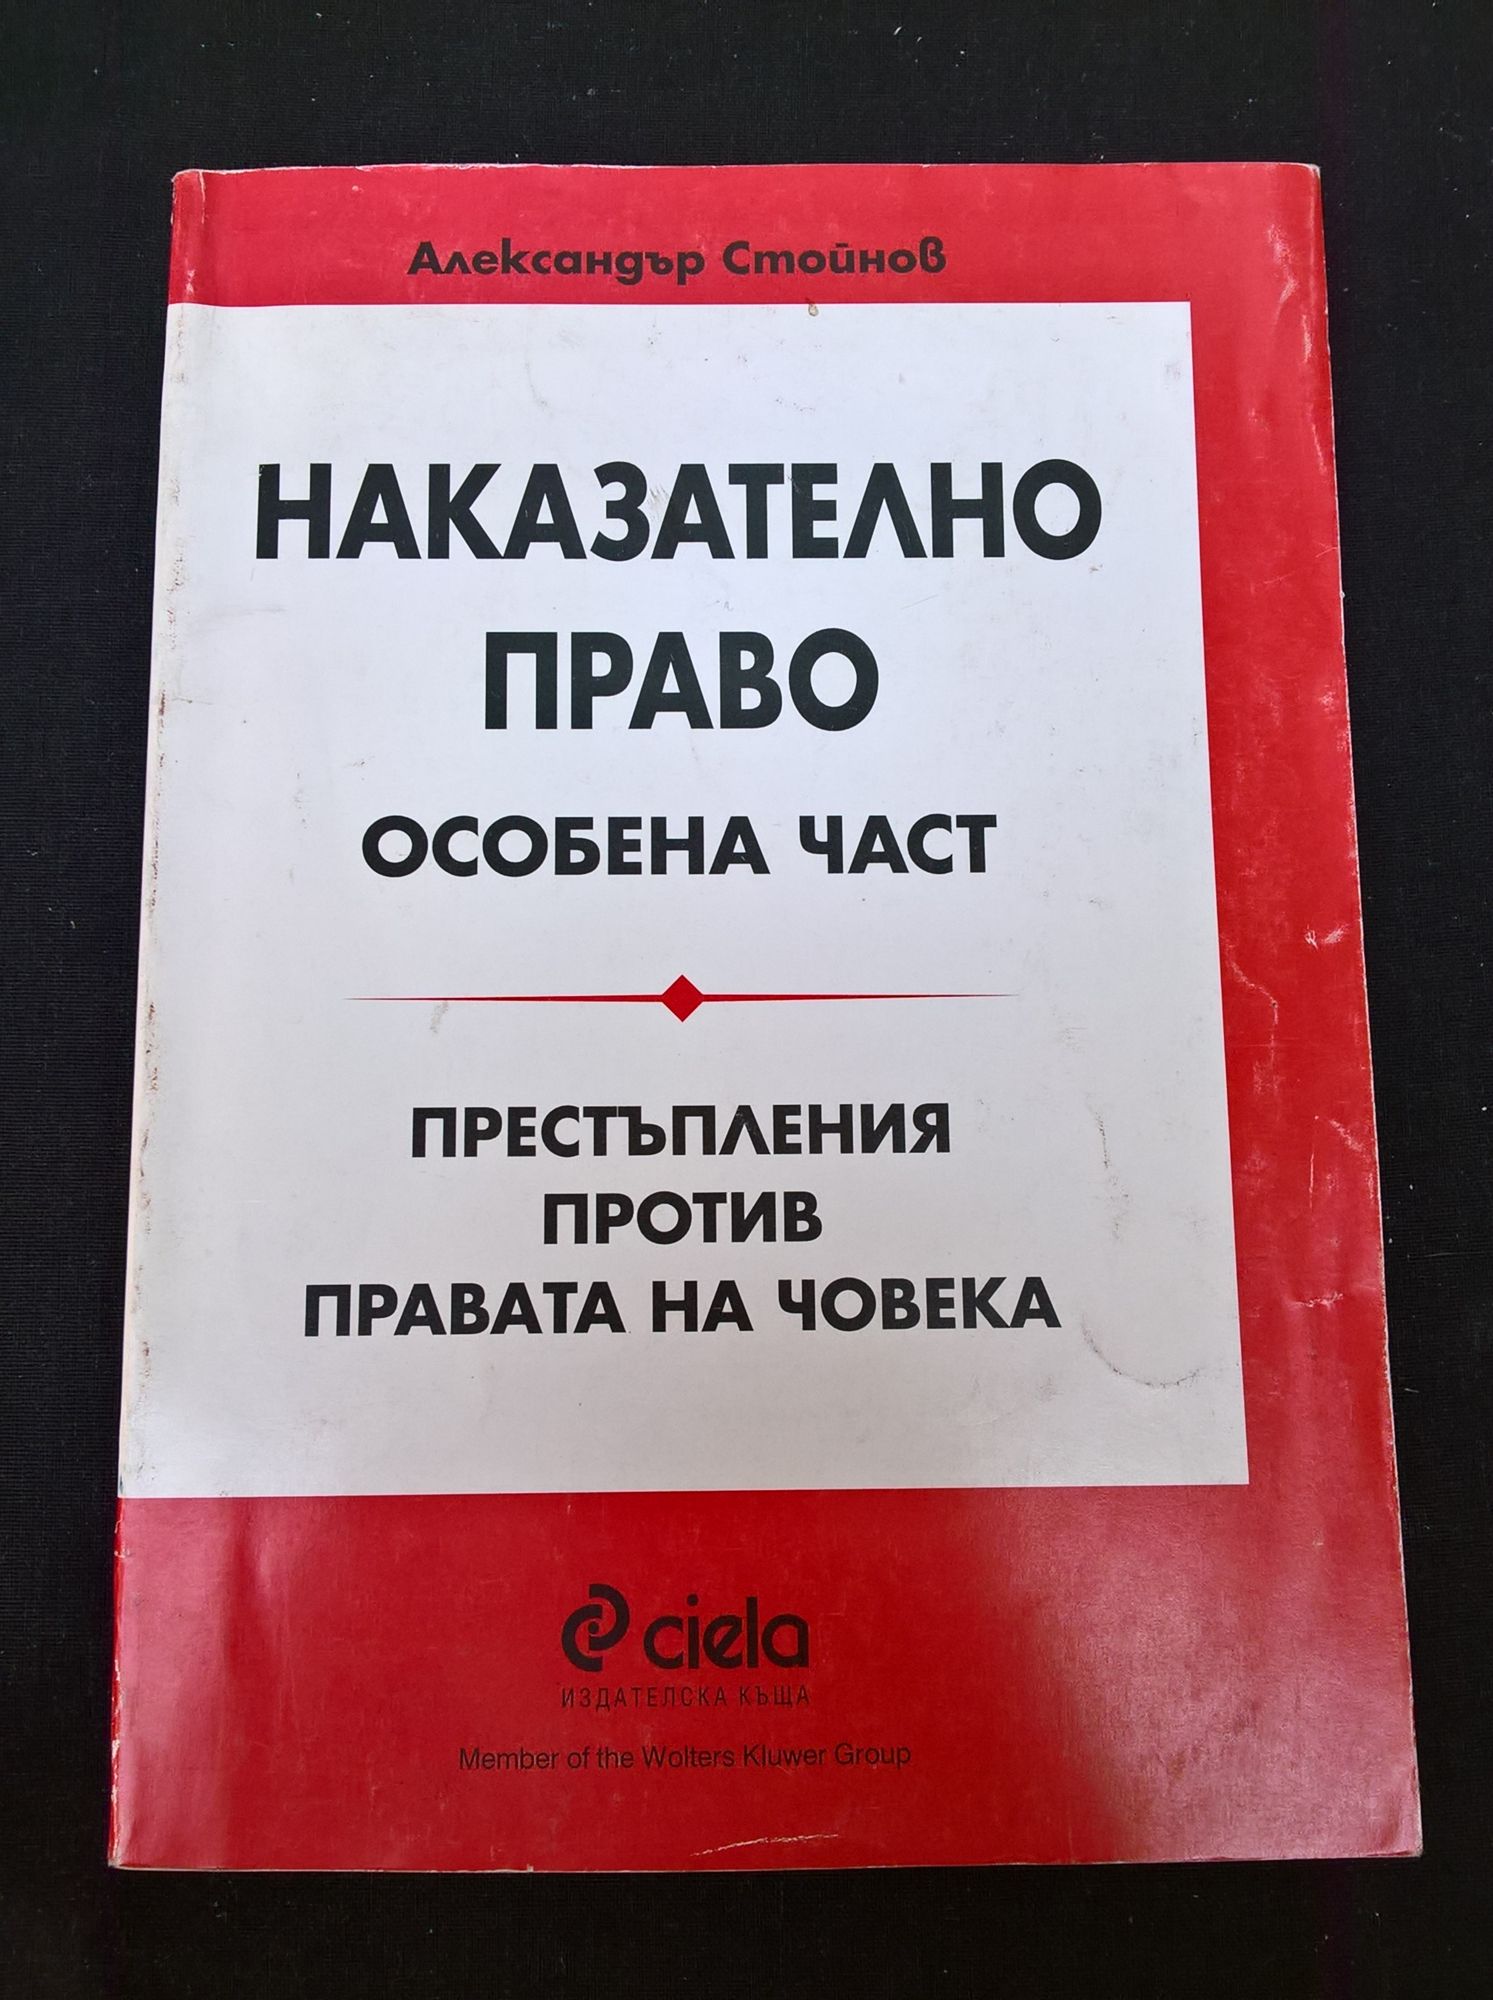 Александър Стойнов
НАКАЗАТЕЛНО
ПРАВО
ОСОБЕНА ЧАСТ
ПРЕСТЪПЛЕНИЯ
ПРОТИВ
ПРАВАТА НА ЧОВЕКА
ciela
ИЗДАТЕЛСКА КЪЩА
Member of the Wolters Kluwer Group